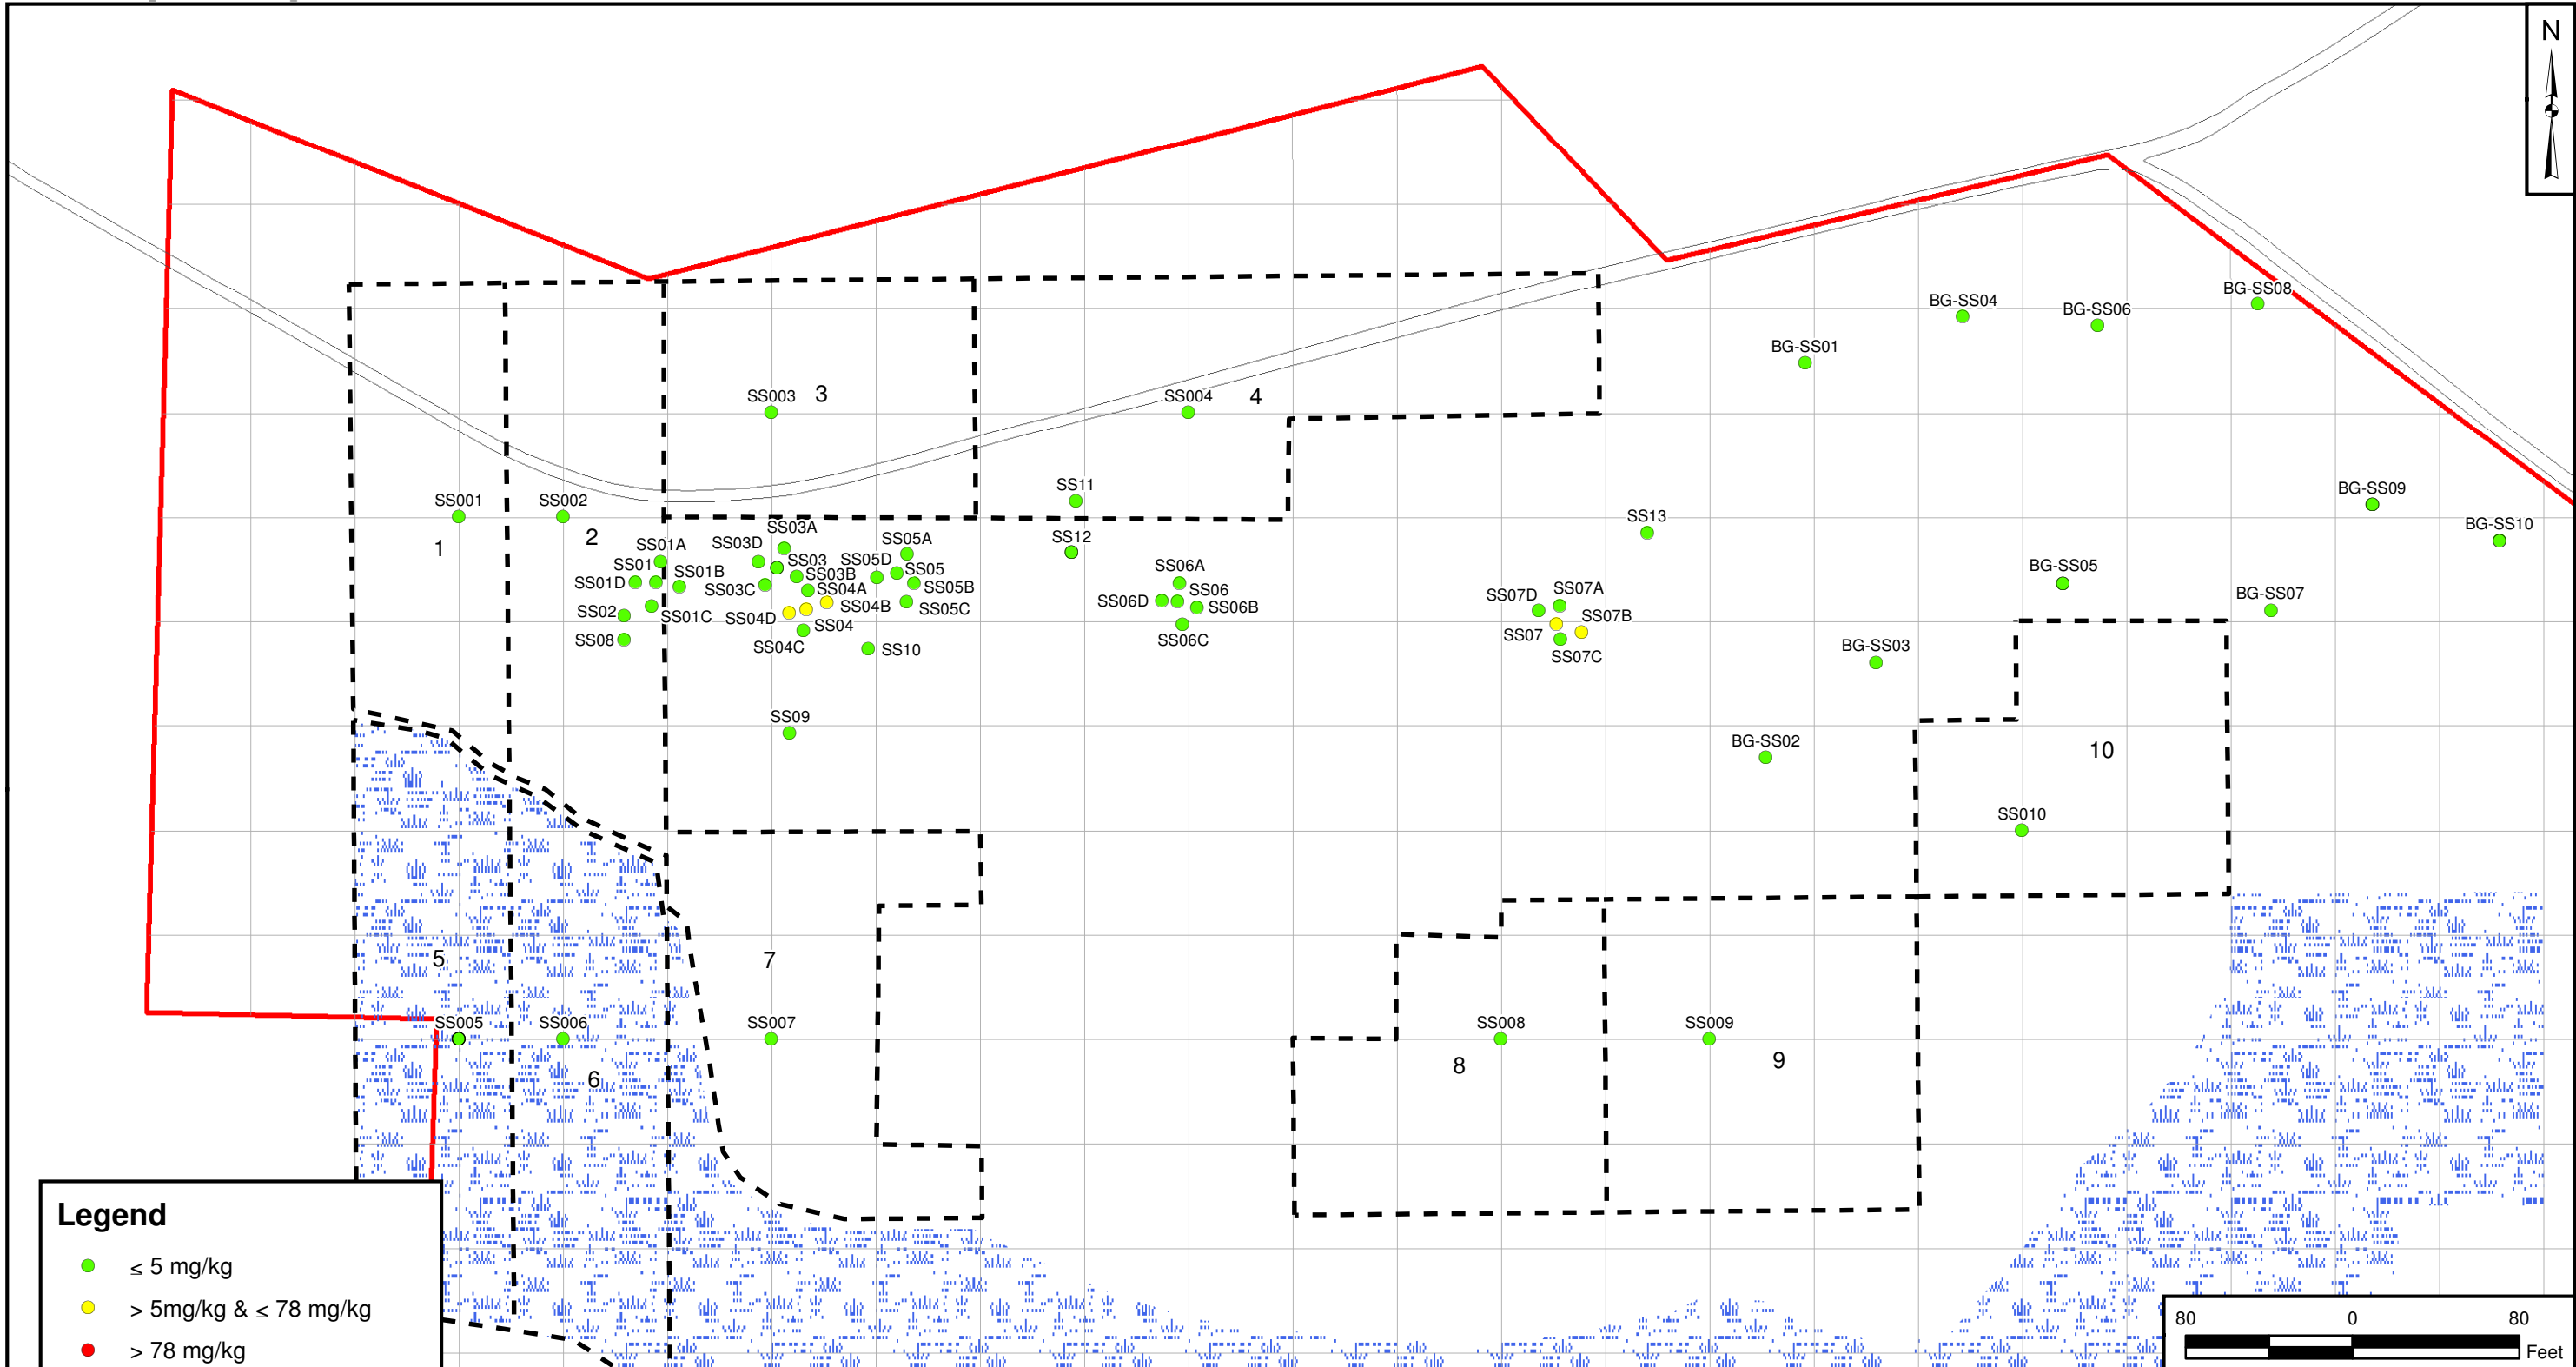 N
BG-SS08
BG-SS04
BG-SS06
BG-SS01
SS003
3
SS004
4
SS11
BG-SS09
SS001
SS002
SS13
BG-SS10
SS03A
SS12
1
2
SS01A
SS03D
SS05A
SS03
SS05D
SS06A
BG-SS05
SS01
SS01B
SS03B
SS05
SS01D
SS03C
SS04A
SS05B
SS06
SS07D
SS07A
BG-SS07
SS06D
SS06B
SS02
SS01C
SS04D
SS04B
SS05C
SS07B
SS04
SS07
SS08
SS04C
SS10
SS06C
SS07C
BG-SS03
SS09
BG-SS02
10
SS010
5
7
SS005
SS006
SS007
SS008
SS009
6
8
9
Legend
≤ 5 mg/kg
> 5mg/kg & ≤ 78 mg/kg
> 78 mg/kg
80 0 80
Feet